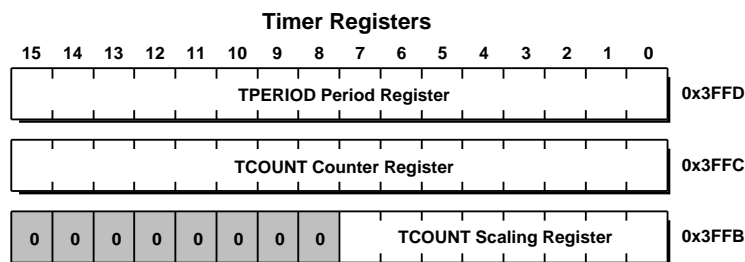 Timer Registers
15 14 13 12 11 10 9 8 7 6 5 4 3 2 1 0
TPERIOD Period Register 0x3FFD
TCOUNT Counter Register 0x3FFC
0 0 0 0 0 0 0 0 TCOUNT Scaling Register 0x3FFB